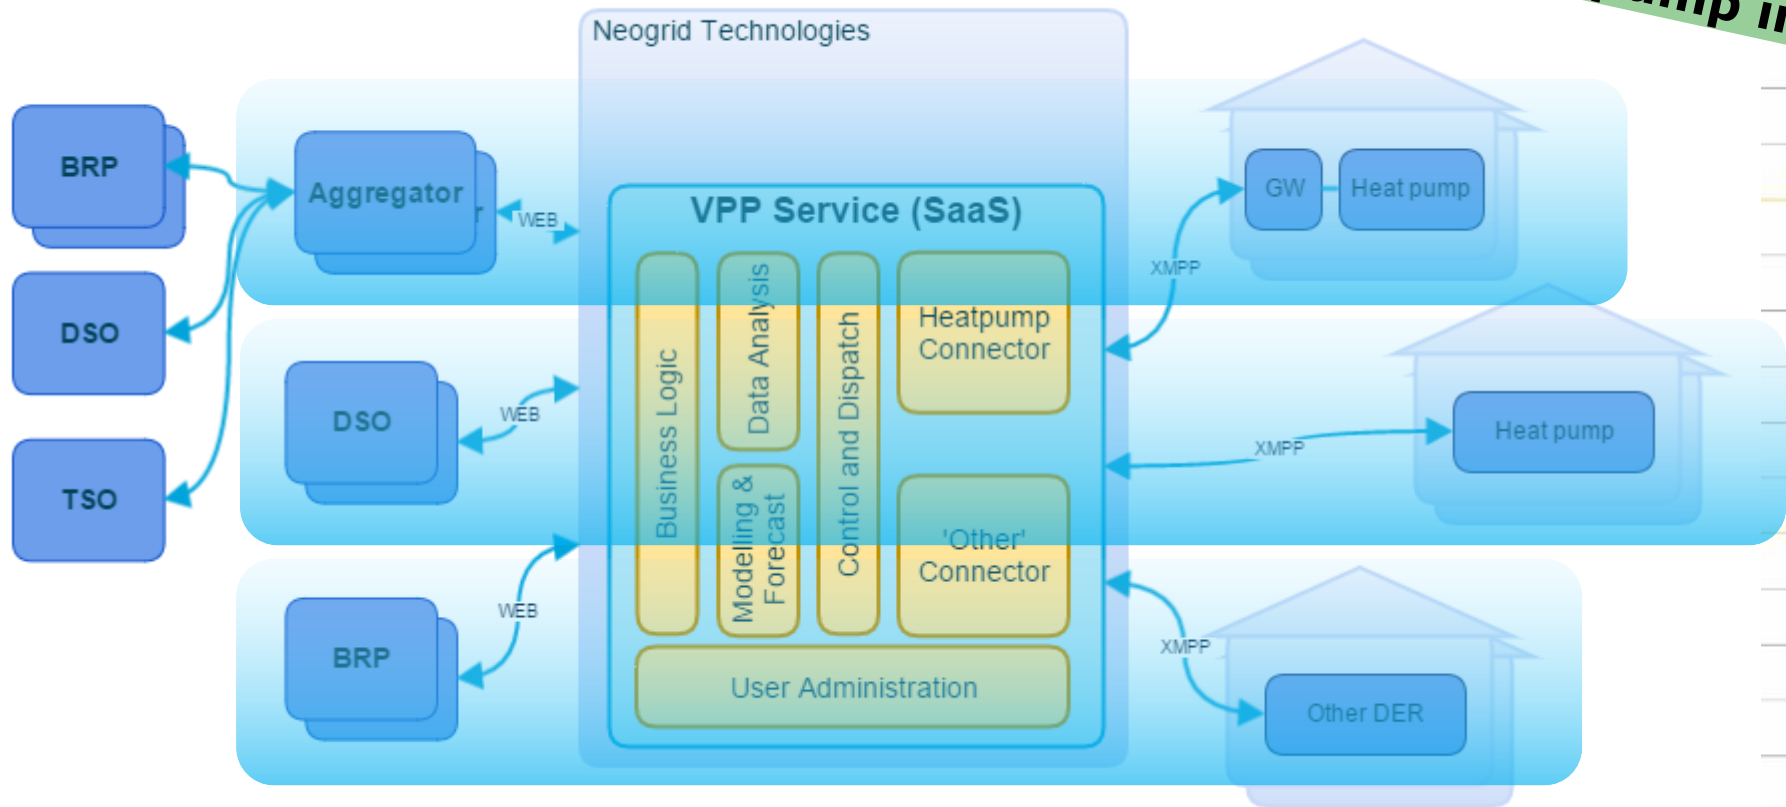 Neogrid Technologies
BRP
DSO
TSO
Aggregator
r
WEB
DSO
WEB
BRP
WEB
VPP Service (SaaS)
Business Logic
Data Analysis
Modelling &
Forecast
Control and Dispatch
Heatpump
Connector
'Other'
Connector
User Administration
XMPP
GW
Heat pump
XMPP
Heat pump
XMPP
Other DER